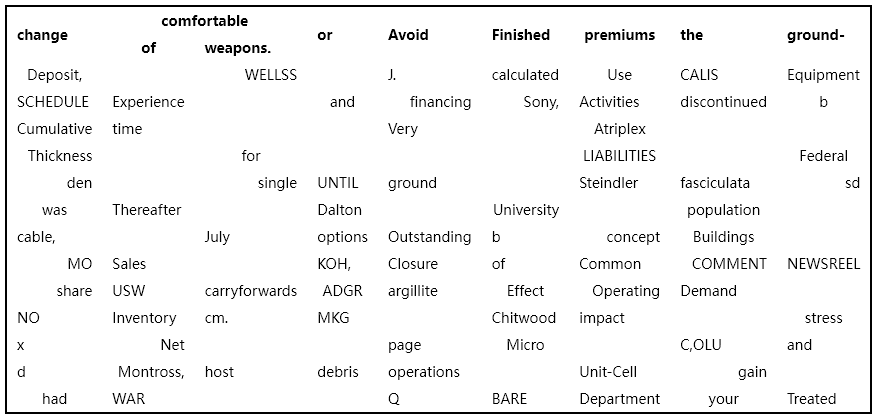 comfortable
change or Avoid Finished premiums the ground-
of weapons.
Deposit, WELLSS J. calculated Use CALIS Equipment
SCHEDULE Experience and financing Sony, Activities discontinued b
Cumulative time Very Atriplex
Thickness for LIABILITIES Federal
den single UNTIL ground Steindler fasciculata sd
was Thereafter Dalton University population
cable, July options Outstanding b concept Buildings
MO Sales KOH, Closure of Common COMMENT NEWSREEL
share USW carryforwards ADGR argillite Effect Operating Demand
NO Inventory cm. MKG Chitwood impact stress
x Net page Micro C,OLU and
d Montross, host debris operations Unit-Cell gain
had WAR Q BARE Department your Treated